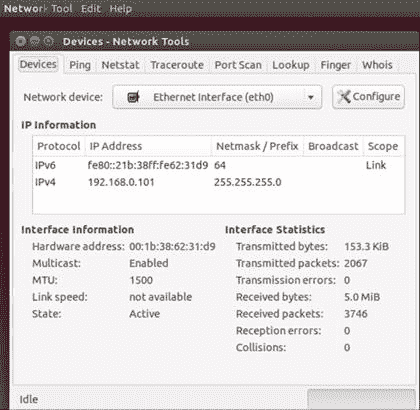 Network Tool Edit Help
Devices - Network Tools
Devices Ping Netstat Traceroute Port Scan Lookup Finger Whois
Network device: Ethernet Interface (eth0) Configure
IP Information
Protocol IP Address Netmask / Prefix Broadcast Scope
IPv6 fe80::21b:38ff:fe62:31d9 64 Link
IPv4 192.168.0.101 255.255.255.0
Interface Information Interface Statistics
Hardware address: 00:1b:38:62:31:d9 Transmitted bytes: 153.3 KiB
Multicast: Enabled Transmitted packets: 2067
MTU: 1500 Transmission errors: 0
Link speed: not available Received bytes: 5.0 MiB
State: Active Received packets: 3746
Reception errors: 0
Collisions: 0
Idle